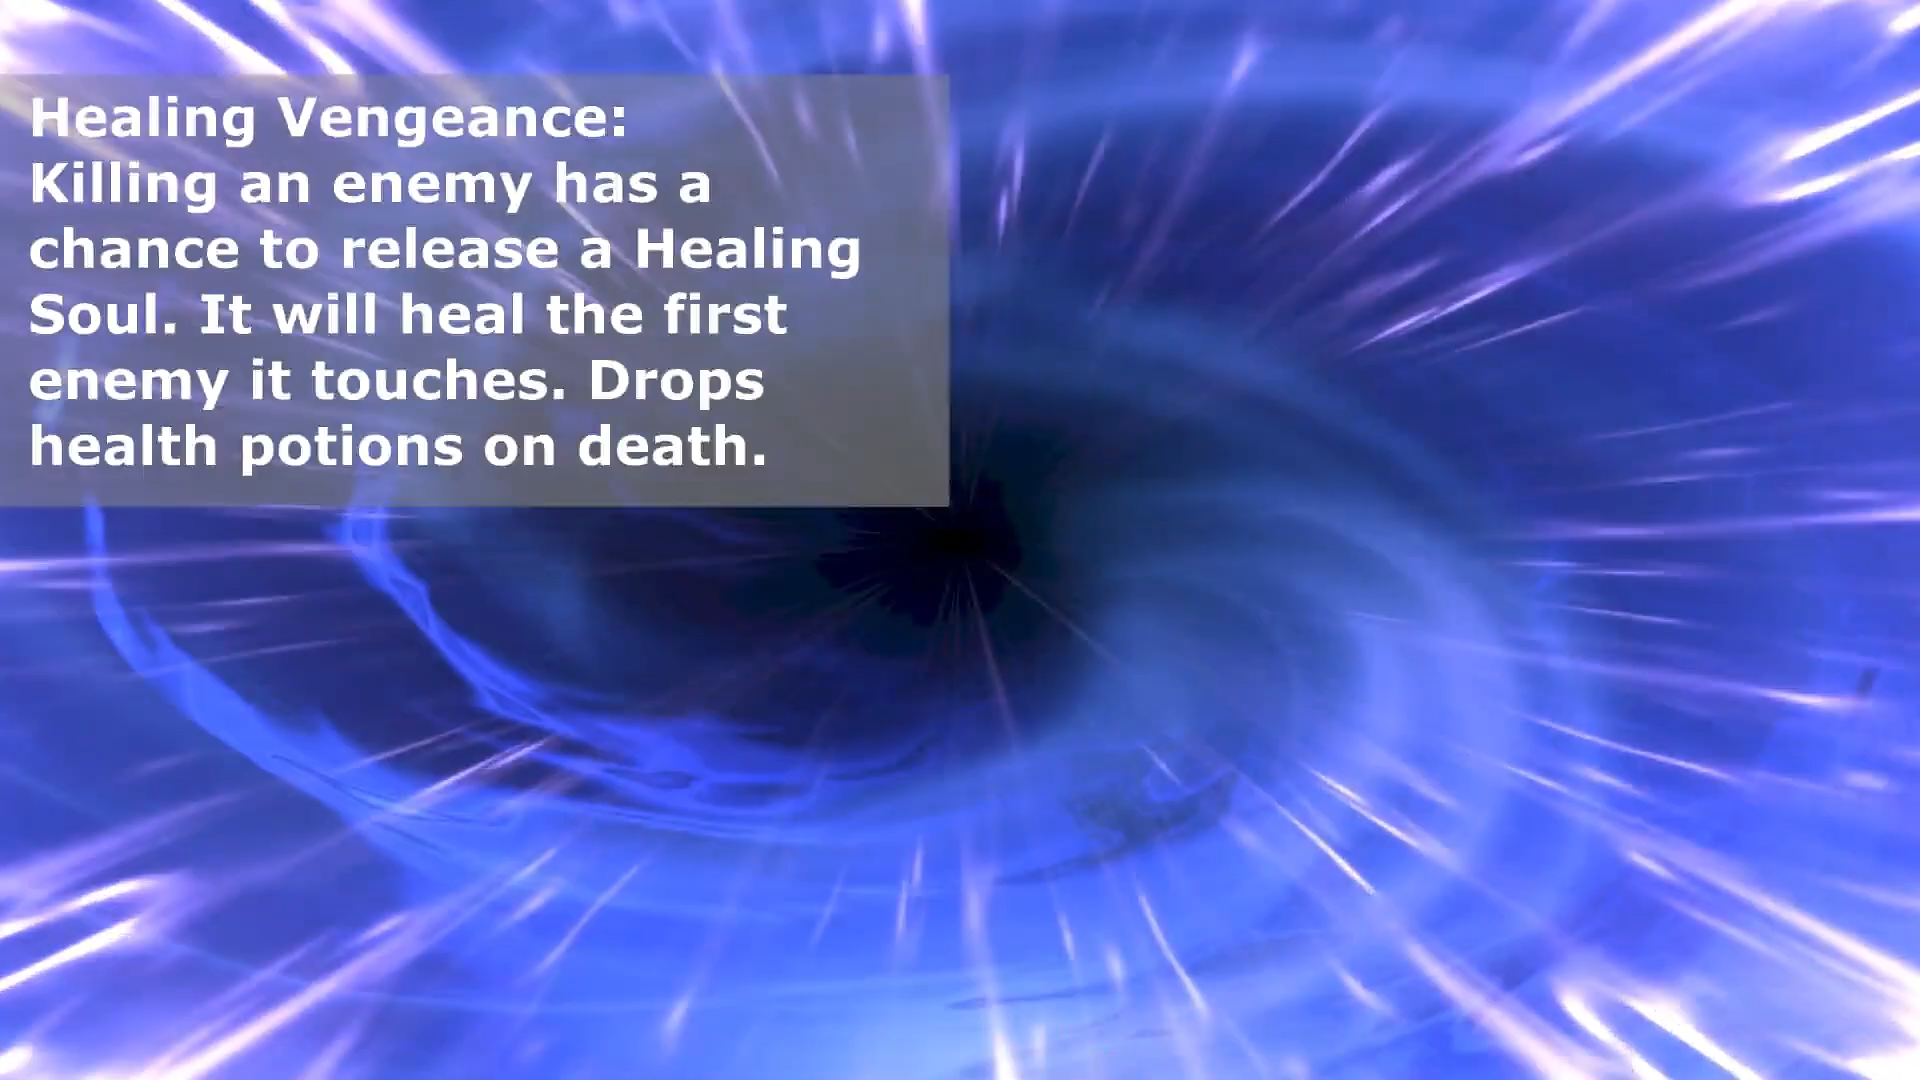 Healing Vengeance:
Killing an enemy has a
chance to release a Healing
Soul. It will heal the first
enemy it touches. Drops
health potions on death.